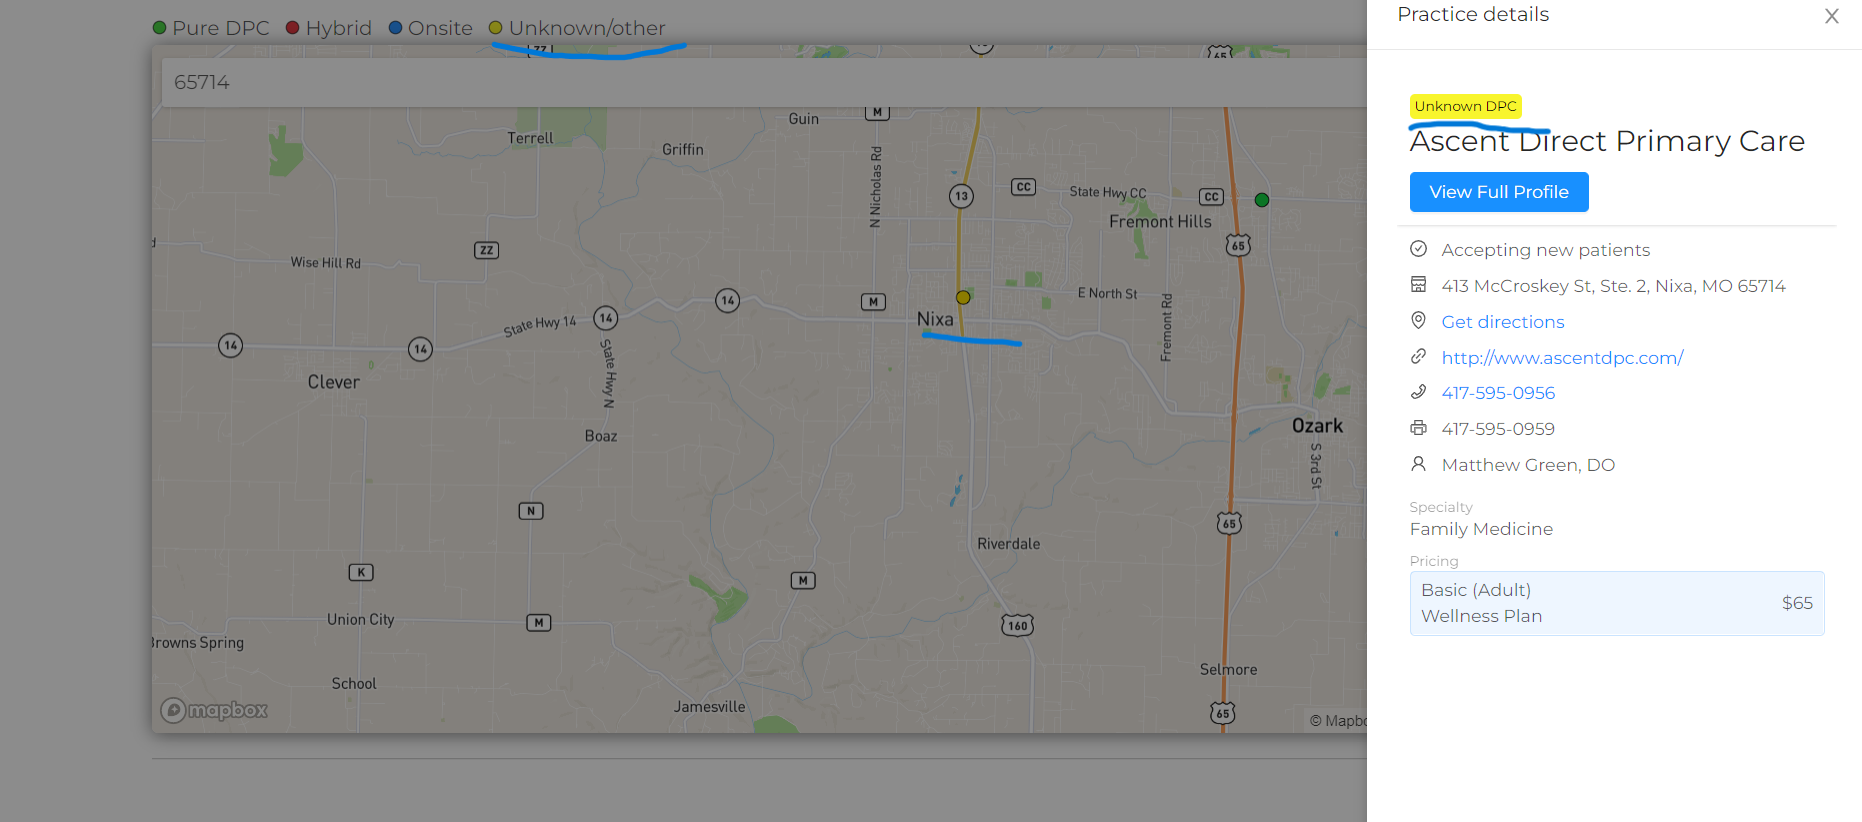 Pure DPC Hybrid Onsite Unknown/other
Practice details
65714
ZZ
65
M
Guin
Terrell
Griffin
N Nicholas Rd
CC
State Hwy CC
CC
13
Fremont Hills
65
ZZ
Wise Hill Rd
E North St
M
14
Nixa
14
State Hwy 14
14
14
State Hwy N
Fremont Rd
Clever
Boaz
Ozark
S 3rd St
N
65
Riverdale
K
M
Union City
M
160
Browns Spring
School
Selmore
Jamesville
65
mapbox
© Mapbo
Unknown DPC
Ascent Direct Primary Care
View Full Profile
Accepting new patients
413 McCroskey St, Ste. 2, Nixa, MO 65714
Get directions
http://www.ascentdpc.com/
417-595-0956
417-595-0959
Matthew Green, DO
Specialty
Family Medicine
Pricing
Basic (Adult)
Wellness Plan
$65